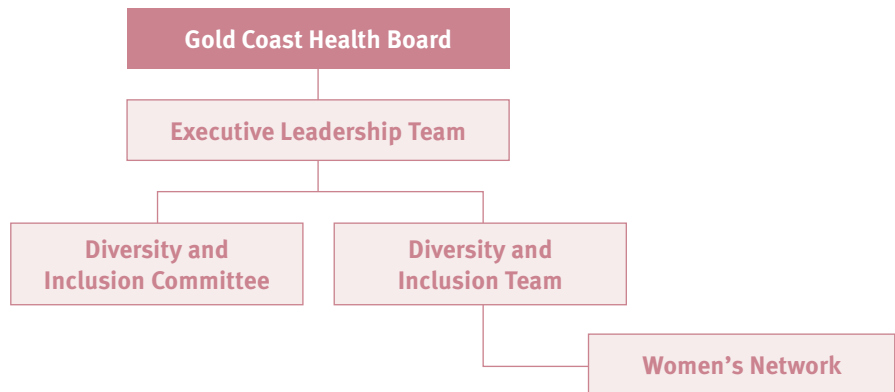 Gold Coast Health Board
Executive Leadership Team
Diversity and
Inclusion Committee
Diversity and
Inclusion Team
Women’s Network